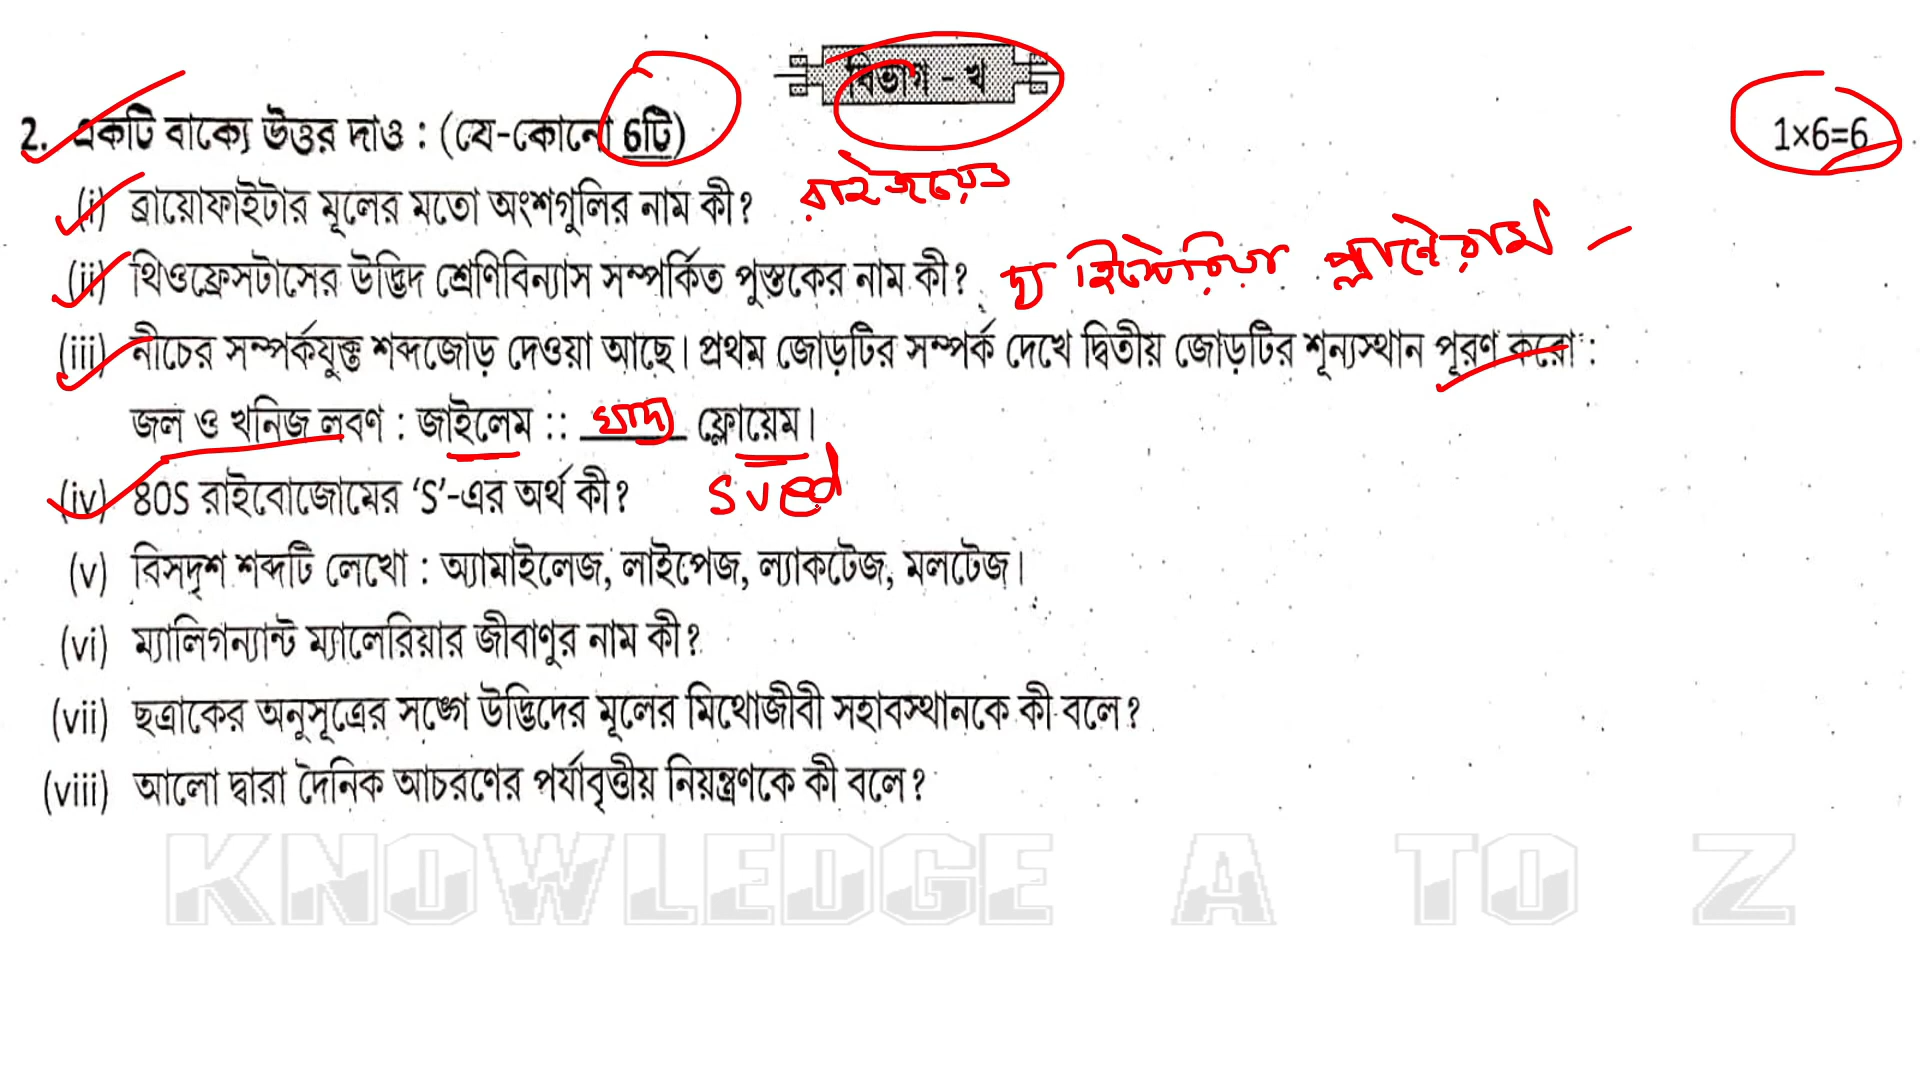 বিভাগ - খ
2. একটি বাক্যে উত্তর দাও : (যে-কোনো 6টি) 1×6=6
(i) ব্রায়োফাইটার মূলের মতো অংশগুলির নাম কী? রাইজয়েড
(ii) থিওফ্রেসটাসের উদ্ভিদ শ্রেণিবিন্যাস সম্পর্কিত পুস্তকের নাম কী? দ্য হিস্টোরিয়া প্ল্যান্টেরাম
(iii) নীচের সম্পর্কযুক্ত শব্দজোড় দেওয়া আছে। প্রথম জোড়টির সম্পর্ক দেখে দ্বিতীয় জোড়টির শূন্যস্থান পূরণ করো :
জল ও খনিজ লবণ : জাইলেম :: খাদ্য ফ্লোয়েম।
(iv) 80S রাইবোজোমের ‘S’-এর অর্থ কী? sved
(v) বিসদৃশ শব্দটি লেখো : অ্যামাইলেজ, লাইপেজ, ল্যাকটেজ, মলটেজ।
(vi) ম্যালিগন্যান্ট ম্যালেরিয়ার জীবাণুর নাম কী?
(vii) ছত্রাকের অনুসূত্রের সঙ্গে উদ্ভিদের মূলের মিথোজীবী সহাবস্থানকে কী বলে?
(viii) আলো দ্বারা দৈনিক আচরণের পর্যাবৃত্তীয় নিয়ন্ত্রণকে কী বলে?
KNOWLEDGE A TO Z